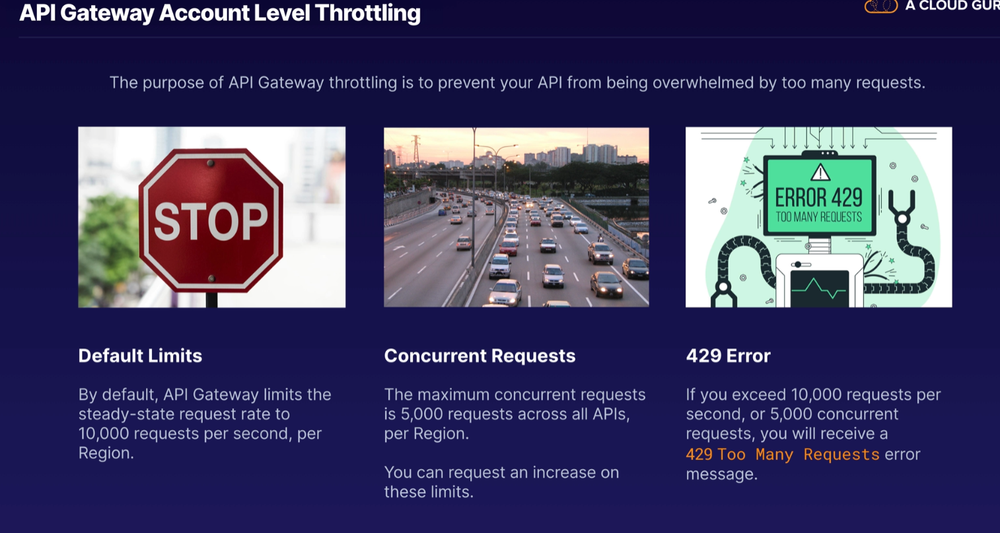 API Gateway Account Level Throttling
A CLOUD GUR
The purpose of API Gateway throttling is to prevent your API from being overwhelmed by too many requests.
STOP
ERROR 429
TOO MANY REQUESTS
Default Limits
By default, API Gateway limits the
steady-state request rate to
10,000 requests per second, per
Region.
Concurrent Requests
The maximum concurrent requests
is 5,000 requests across all APIs,
per Region.
You can request an increase on
these limits.
429 Error
If you exceed 10,000 requests per
second, or 5,000 concurrent
requests, you will receive a
429 Too Many Requests error
message.